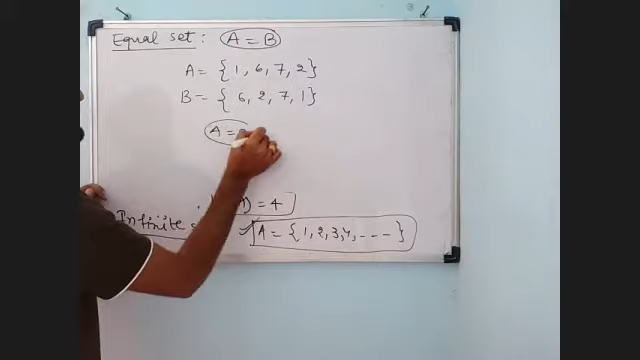 Equal set : A = B
A = { 1, 6, 7, 2 }
B = { 6, 2, 7, 1 }
A =
) = 4
Infinite
A = { 1, 2, 3, 4, - - - - }